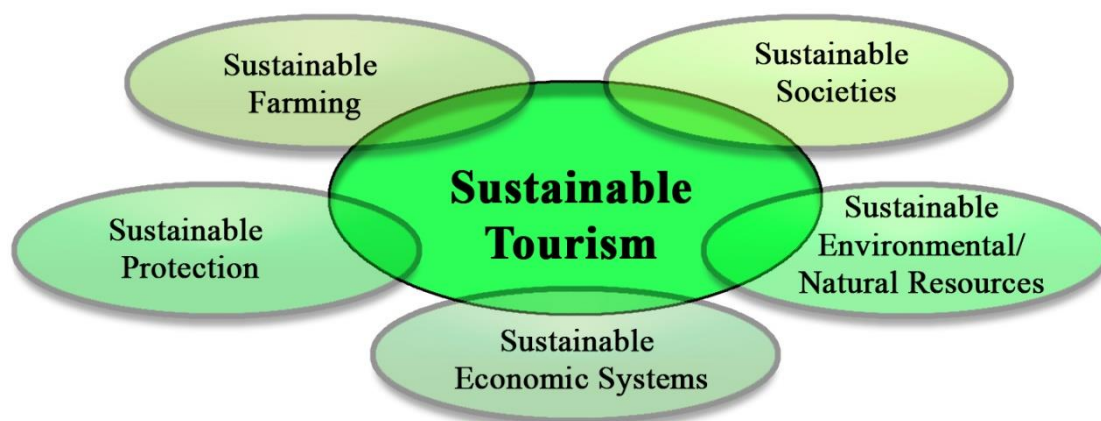 Sustainable
Farming
Sustainable
Societies
Sustainable
Tourism
Sustainable
Protection
Sustainable
Environmental/
Natural Resources
Sustainable
Economic Systems